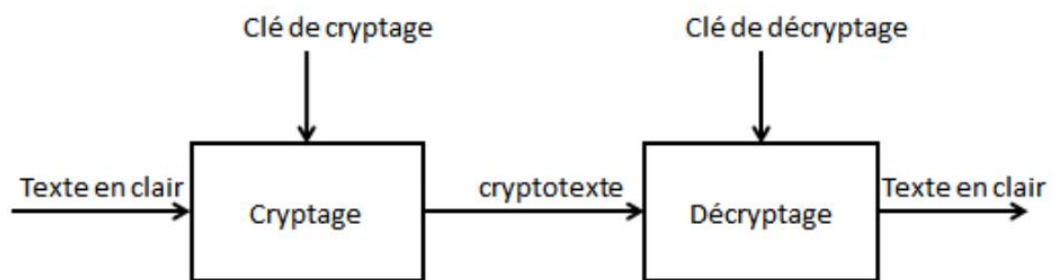 Clé de cryptage
Clé de décryptage
Texte en clair
Cryptage
cryptotexte
Décryptage
Texte en clair